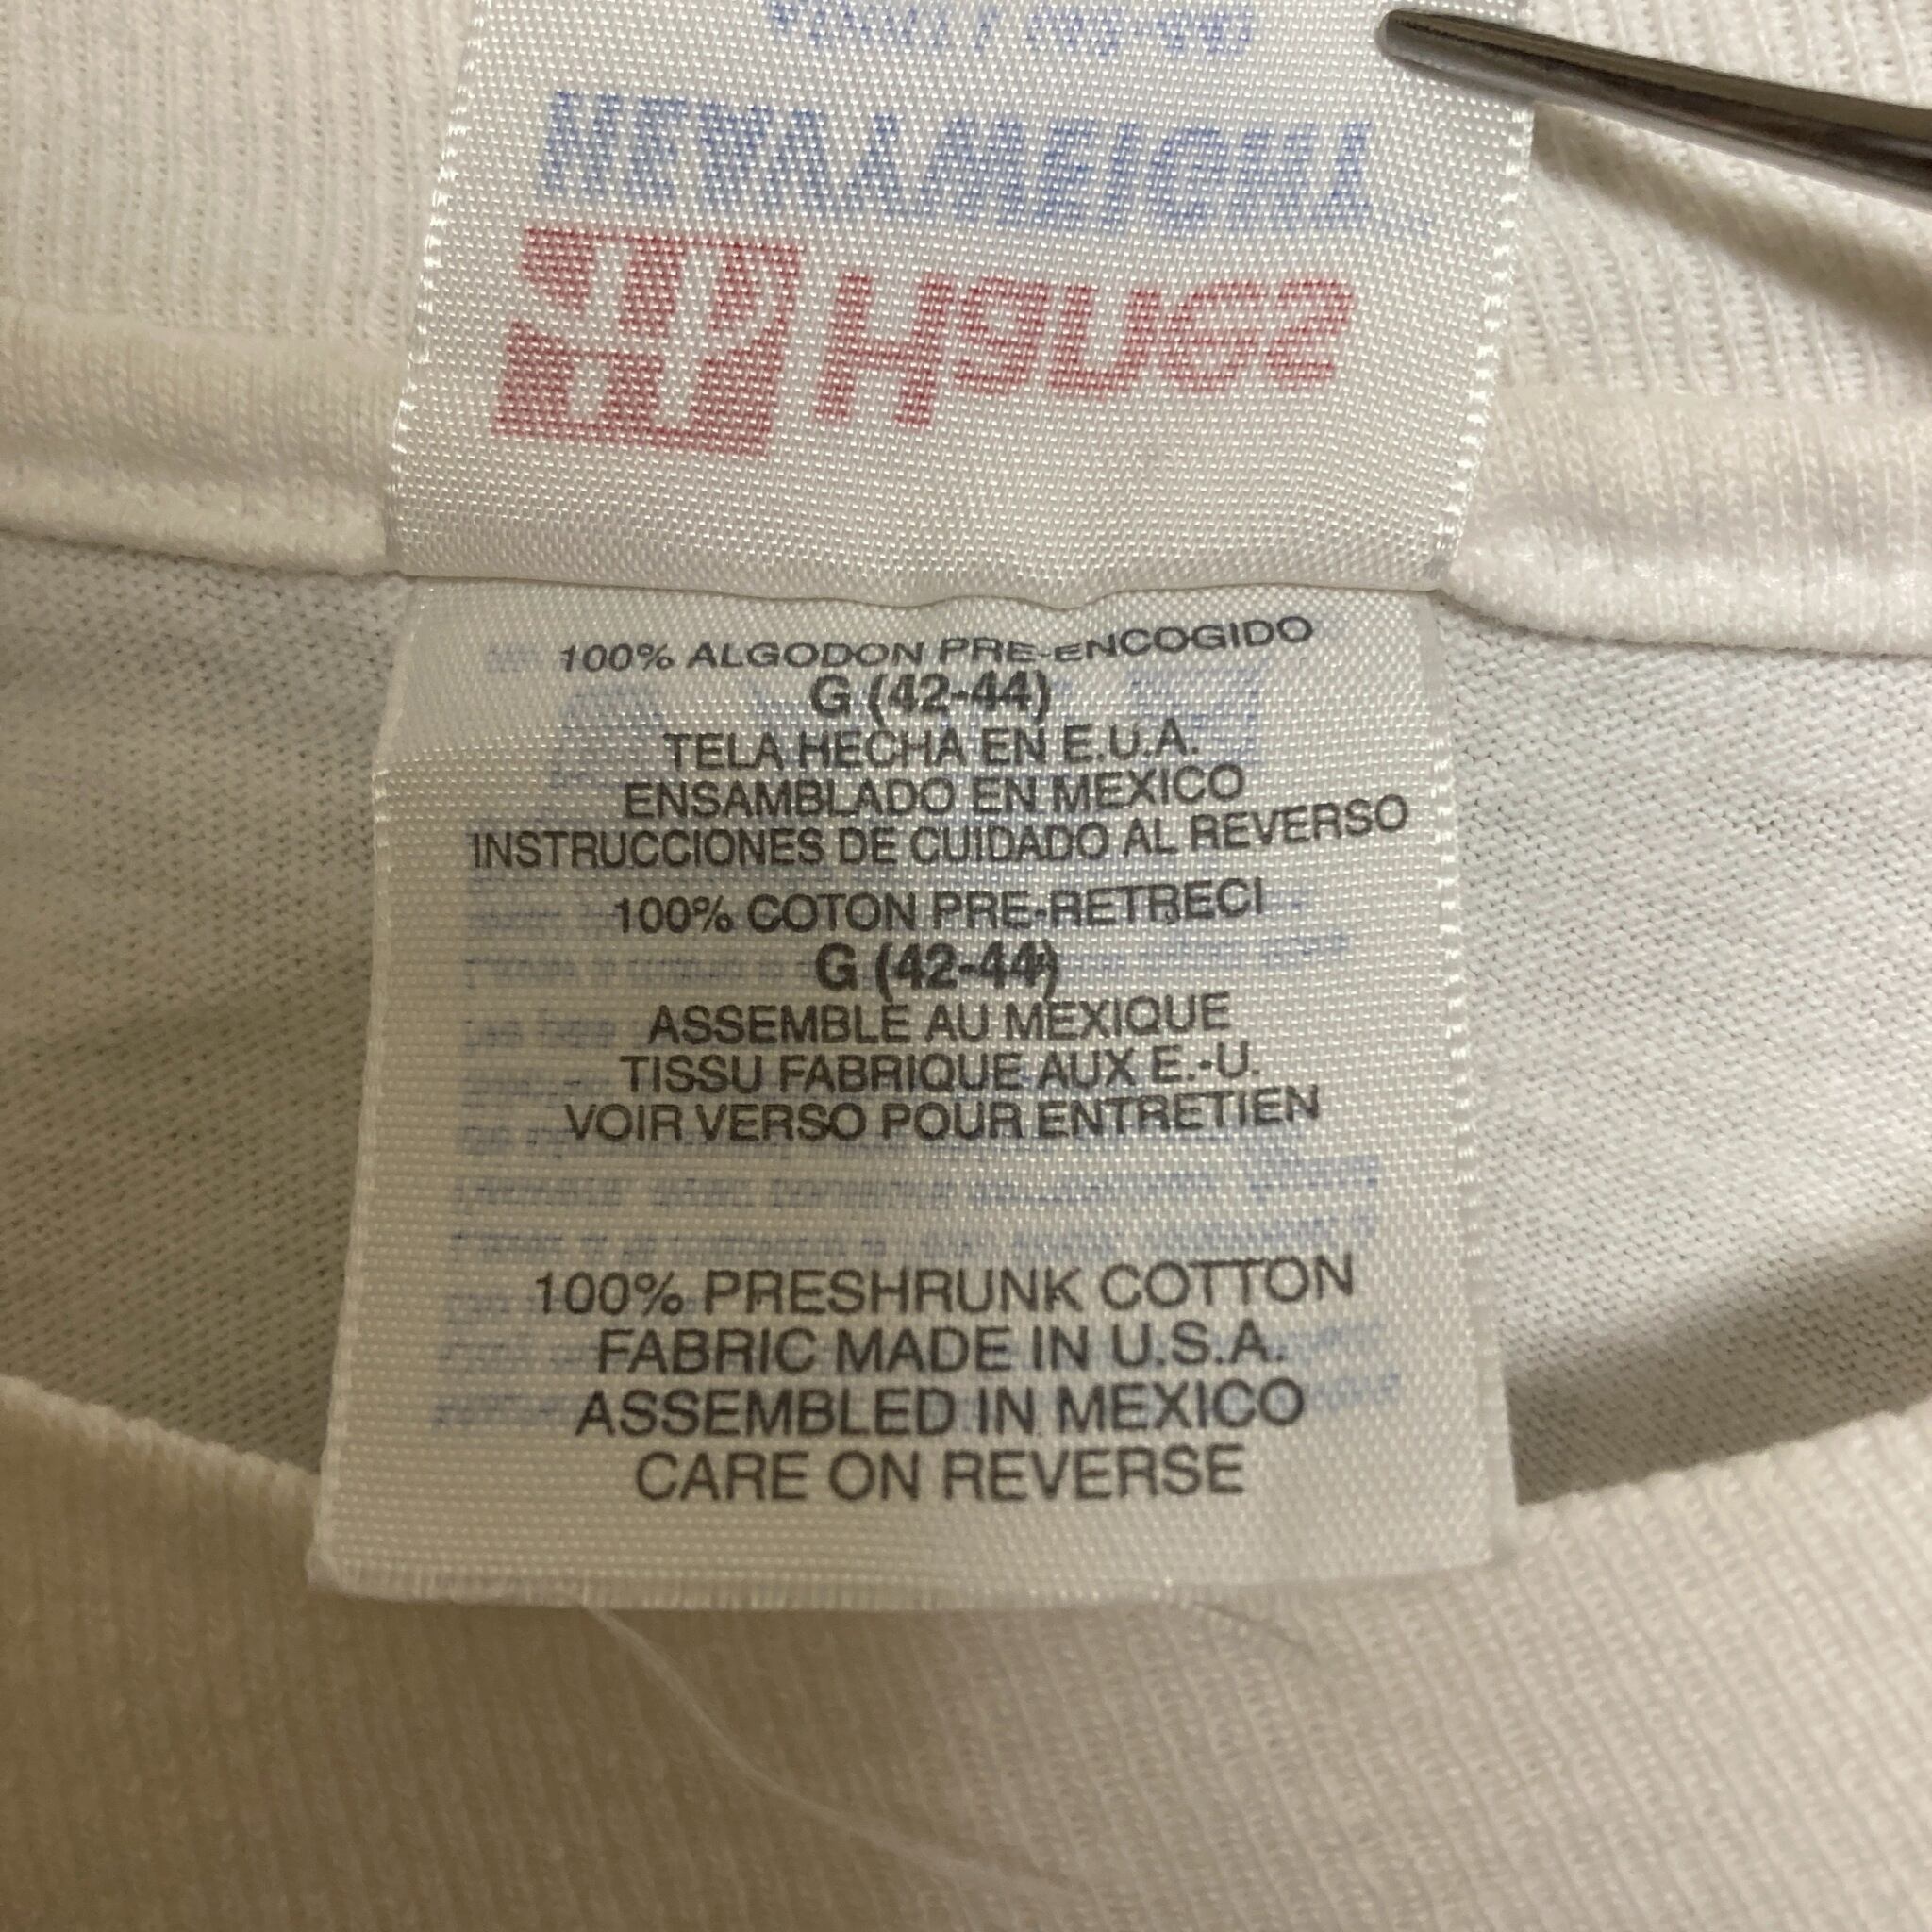 100% ALGODON PRE-ENCOGIDO
G (42-44)
TELA HECHA EN E.U.A.
ENSAMBLADO EN MEXICO
INSTRUCCIONES DE CUIDADO AL REVERSO
100% COTON PRE-RETRECI
G (42-44)
ASSEMBLE AU MEXIQUE
TISSU FABRIQUE AUX E.-U.
VOIR VERSO POUR ENTRETIEN
100% PRESHRUNK COTTON
FABRIC MADE IN U.S.A.
ASSEMBLED IN MEXICO
CARE ON REVERSE